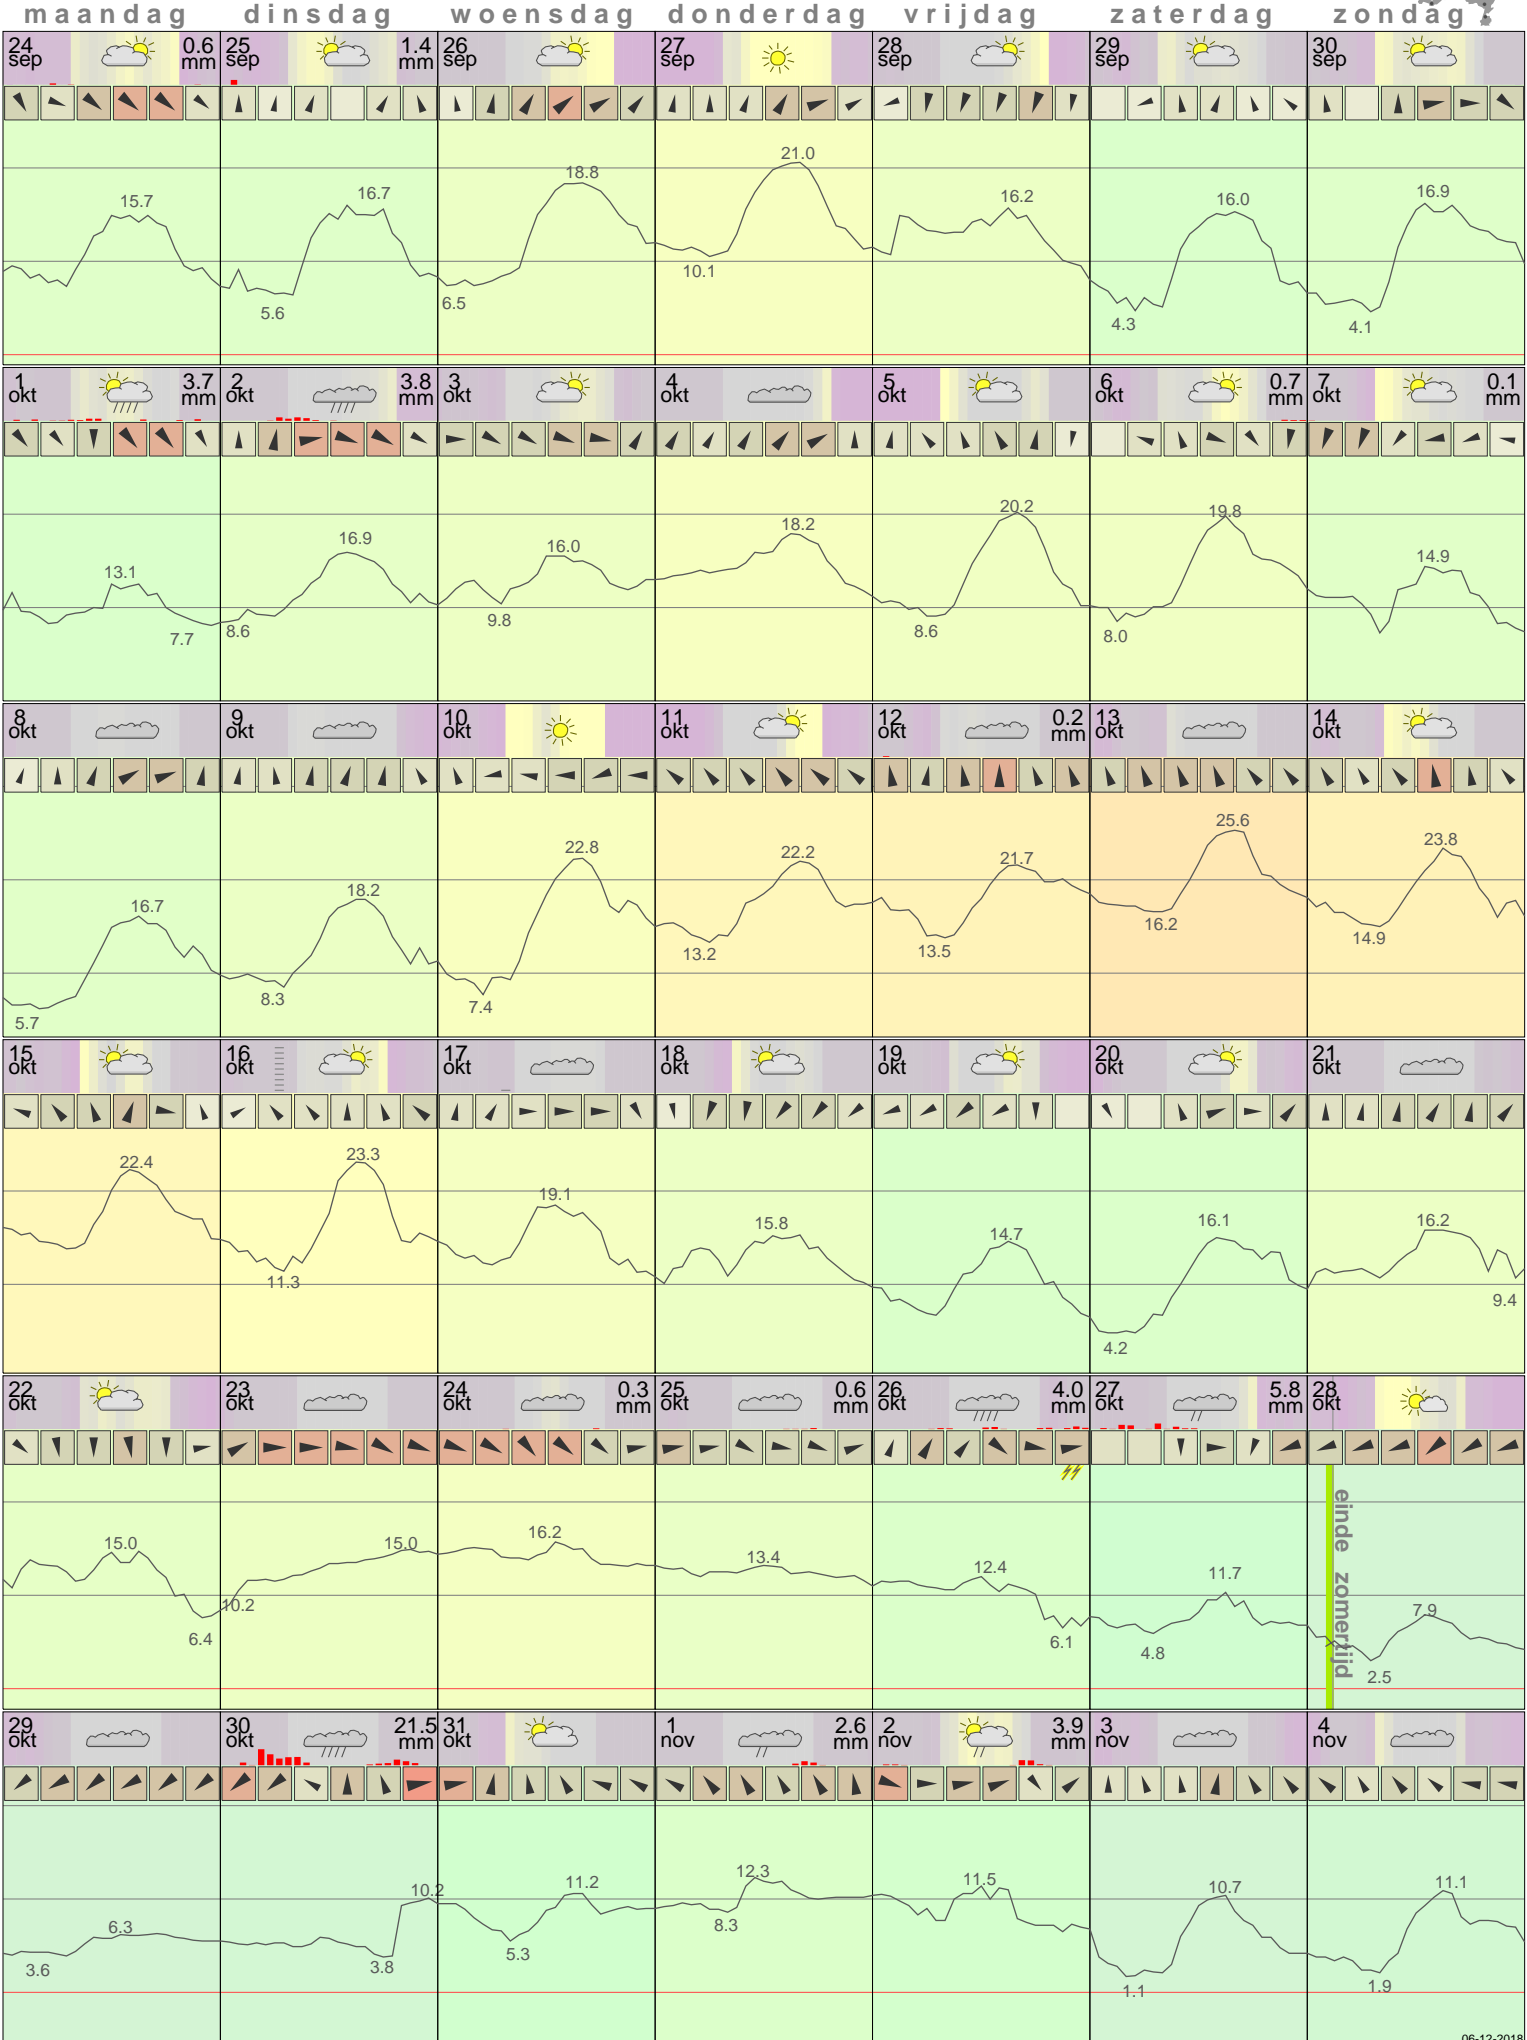 maandag dinsdag woensdag donderdag vrijdag zaterdag zondag
24 sep 0.6 mm 25 sep 1.4 mm 26 sep 27 sep 28 sep 29 sep 30 sep
15.7 5.6 16.7 6.5 18.8 10.1 21.0 16.2 4.3 16.0 4.1 16.9
1 okt 3.7 mm 2 okt 3.8 mm 3 okt 4 okt 5 okt 6 okt 0.7 mm 7 okt 0.1 mm
13.1 7.7 8.6 16.9 9.8 16.0 18.2 8.6 20.2 8.0 19.8 14.9
8 okt 9 okt 10 okt 11 okt 12 okt 0.2 mm 13 okt 14 okt
5.7 16.7 8.3 18.2 7.4 22.8 13.2 22.2 13.5 21.7 16.2 25.6 14.9 23.8
15 okt 16 okt 17 okt 18 okt 19 okt 20 okt 21 okt
22.4 11.3 23.3 19.1 15.8 14.7 4.2 16.1 16.2 9.4
22 okt 23 okt 24 okt 0.3 mm 25 okt 0.6 mm 26 okt 4.0 mm 27 okt 5.8 mm 28 okt
15.0 6.4 10.2 15.0 16.2 13.4 12.4 6.1 4.8 11.7 2.5 7.9
einde zomertijd
29 okt 30 okt 21.5 mm 31 okt 1 nov 2.6 mm 2 nov 3.9 mm 3 nov 4 nov
3.6 6.3 3.8 10.2 5.3 11.2 8.3 12.3 11.5 1.1 10.7 1.9 11.1
06-12-2018